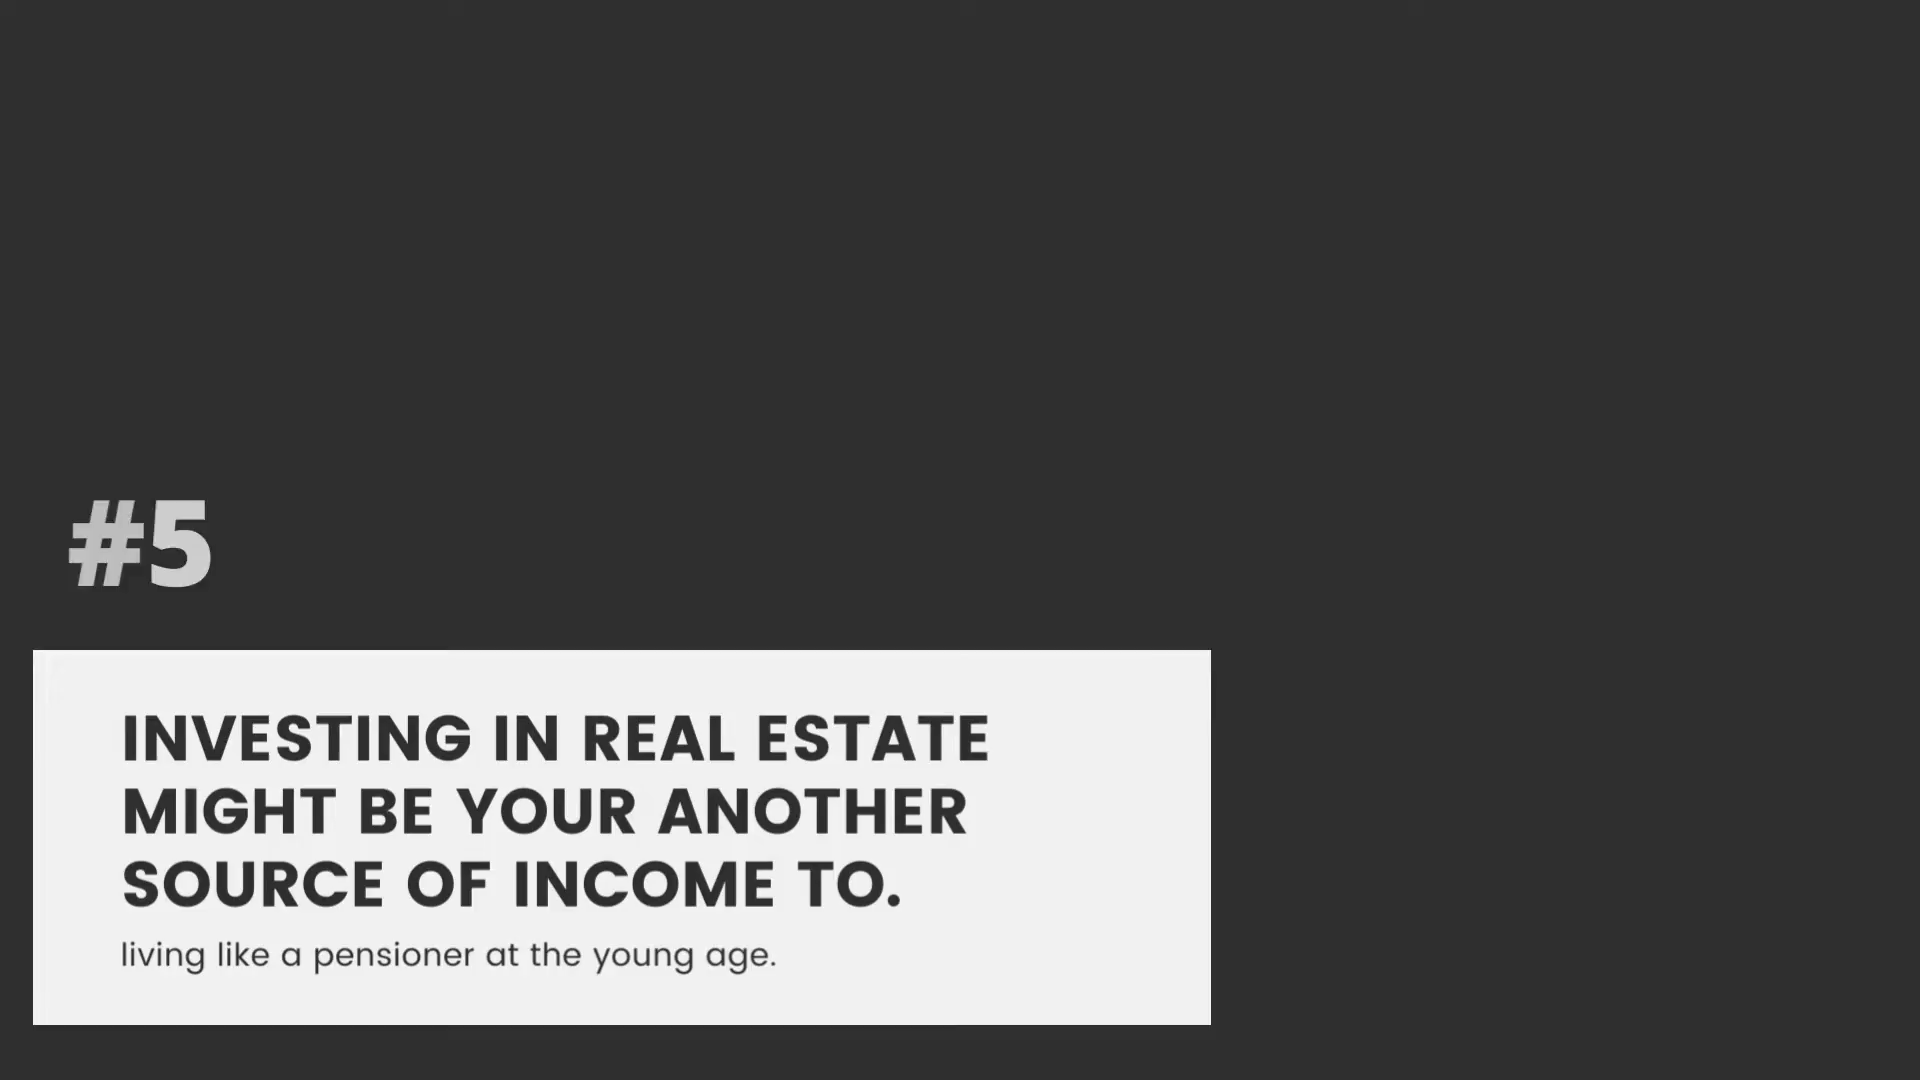 #5
INVESTING IN REAL ESTATE
MIGHT BE YOUR ANOTHER
SOURCE OF INCOME TO.
living like a pensioner at the young age.